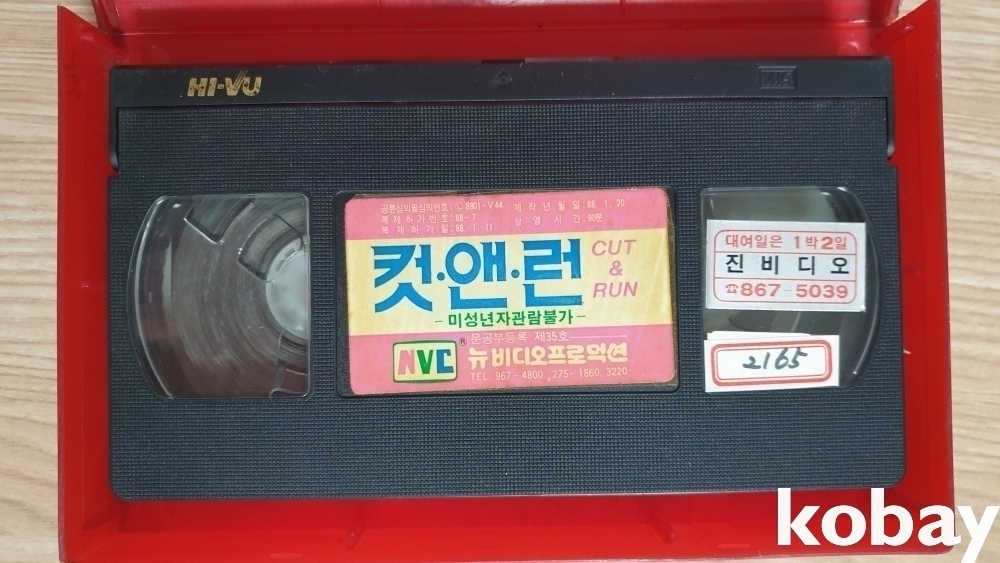 HI-VU
VHS
공륜심의필심의번호: 8801-V44 제작년월일:88.1.20
복제허가번호:88-7 상영시간:90분
복제허가일:88.1.11
컷·앤·런
CUT
&
RUN
-미성년자관람불가-
문공부등록 제35호
NVC ® 뉴비디오프로덕션
TEL. 967-4800, 275-1860, 3220
대여일은 1박2일
진비디오
☎867-5039
2165
kobay